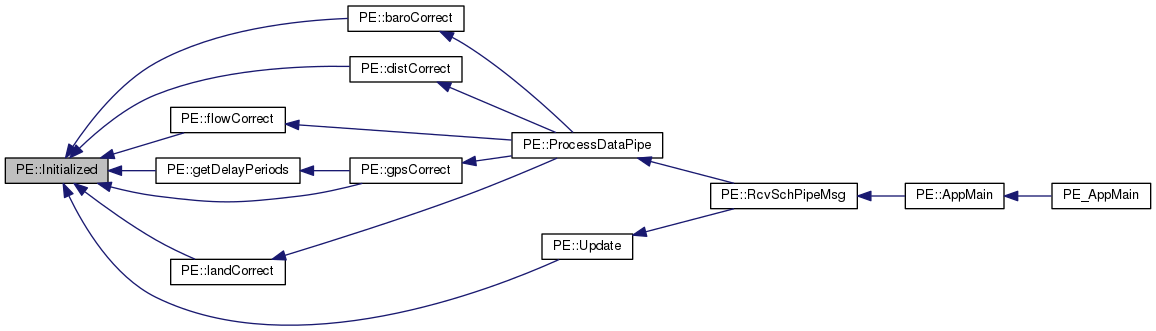 PE::baroCorrect
PE::distCorrect
PE::flowCorrect
PE::ProcessDataPipe
PE::Initialized
PE::getDelayPeriods
PE::gpsCorrect
PE::RcvSchPipeMsg
PE::AppMain
PE_AppMain
PE::Update
PE::landCorrect